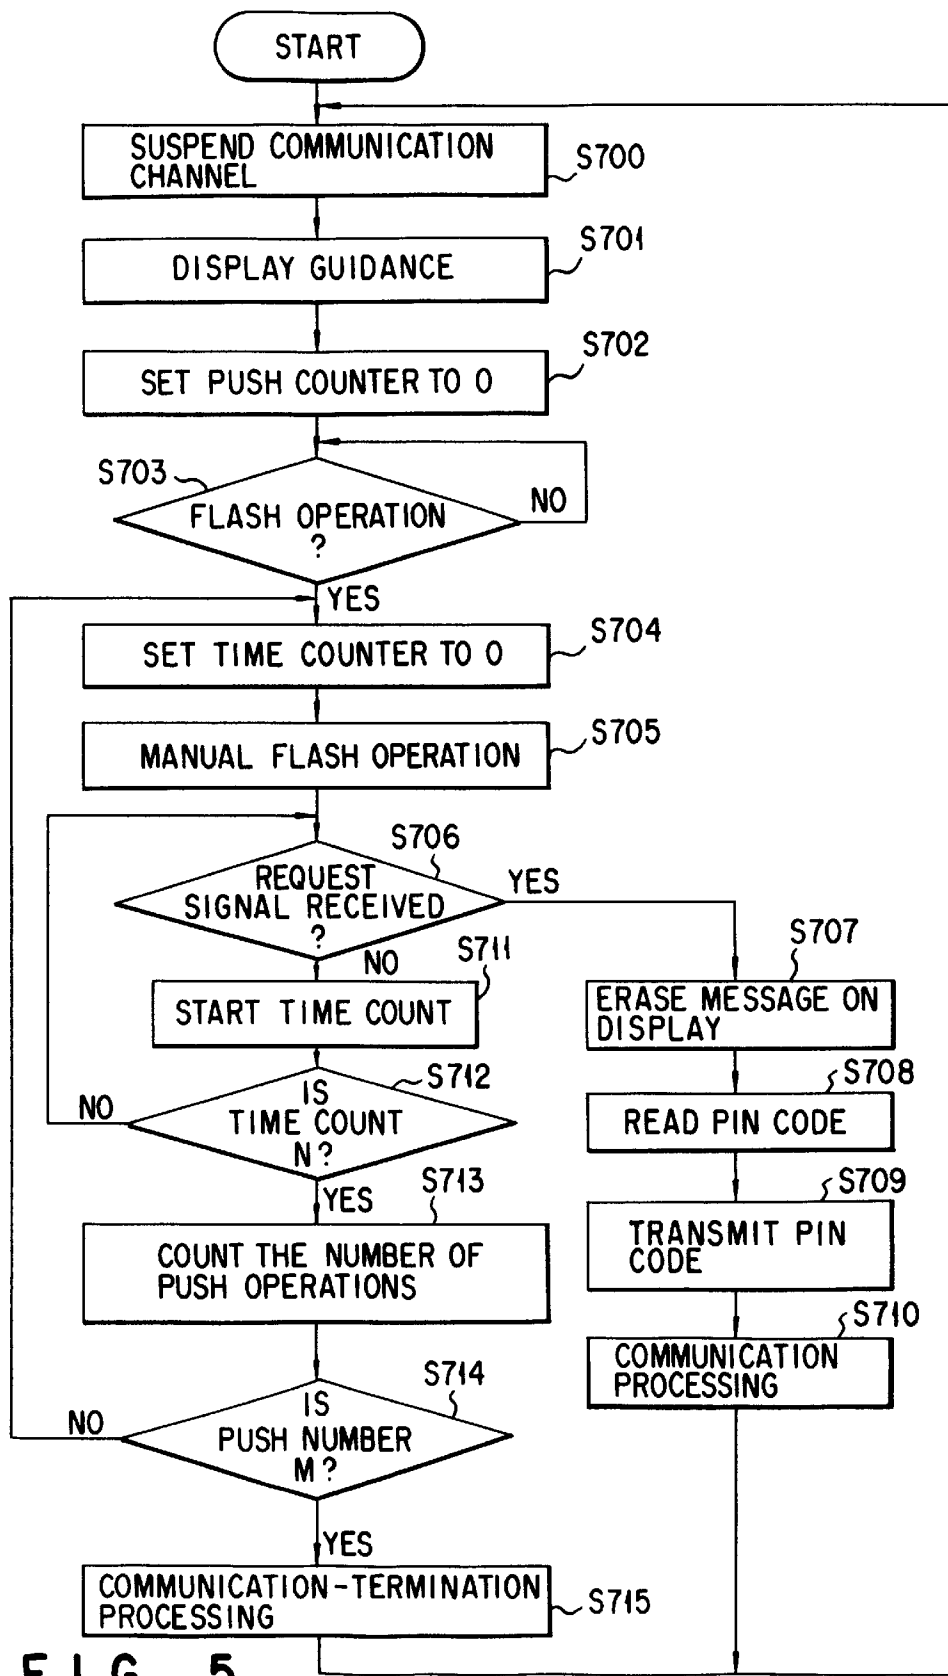 START
SUSPEND COMMUNICATION
CHANNEL
S700
S701
DISPLAY GUIDANCE
S702
SET PUSH COUNTER TO 0
S703
FLASH OPERATION
?
NO
YES
S704
SET TIME COUNTER TO 0
S705
MANUAL FLASH OPERATION
S706
REQUEST
SIGNAL RECEIVED
?
YES
NO
S711
START TIME COUNT
S707
ERASE MESSAGE ON
DISPLAY
S712
IS
TIME COUNT
N?
NO
YES
S708
READ PIN CODE
S713
COUNT THE NUMBER OF
PUSH OPERATIONS
S709
TRANSMIT PIN
CODE
S714
IS
PUSH NUMBER
M?
NO
YES
S710
COMMUNICATION
PROCESSING
COMMUNICATION-TERMINATION
PROCESSING
S715
FIG. 5